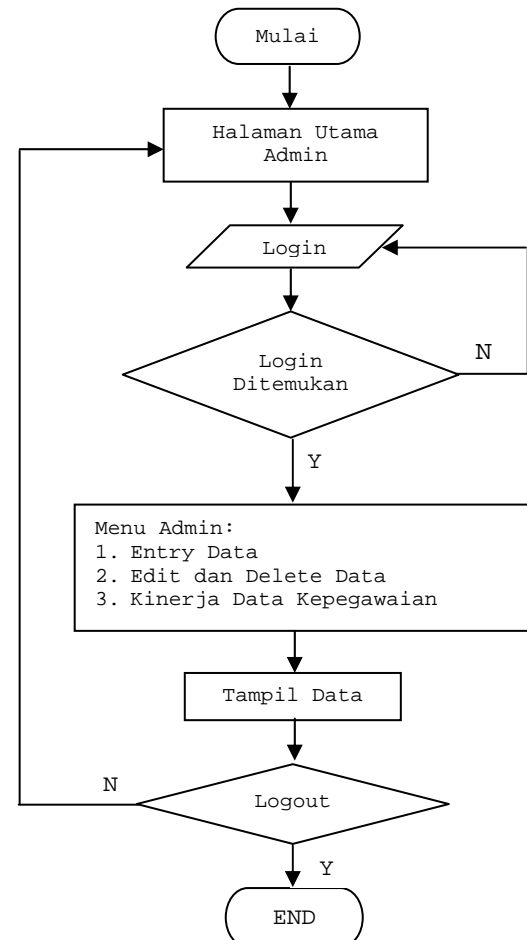 Mulai
Halaman Utama
Admin
Login
Login
Ditemukan
N
Y
Menu Admin:
1. Entry Data
2. Edit dan Delete Data
3. Kinerja Data Kepegawaian
Tampil Data
N
Logout
Y
END